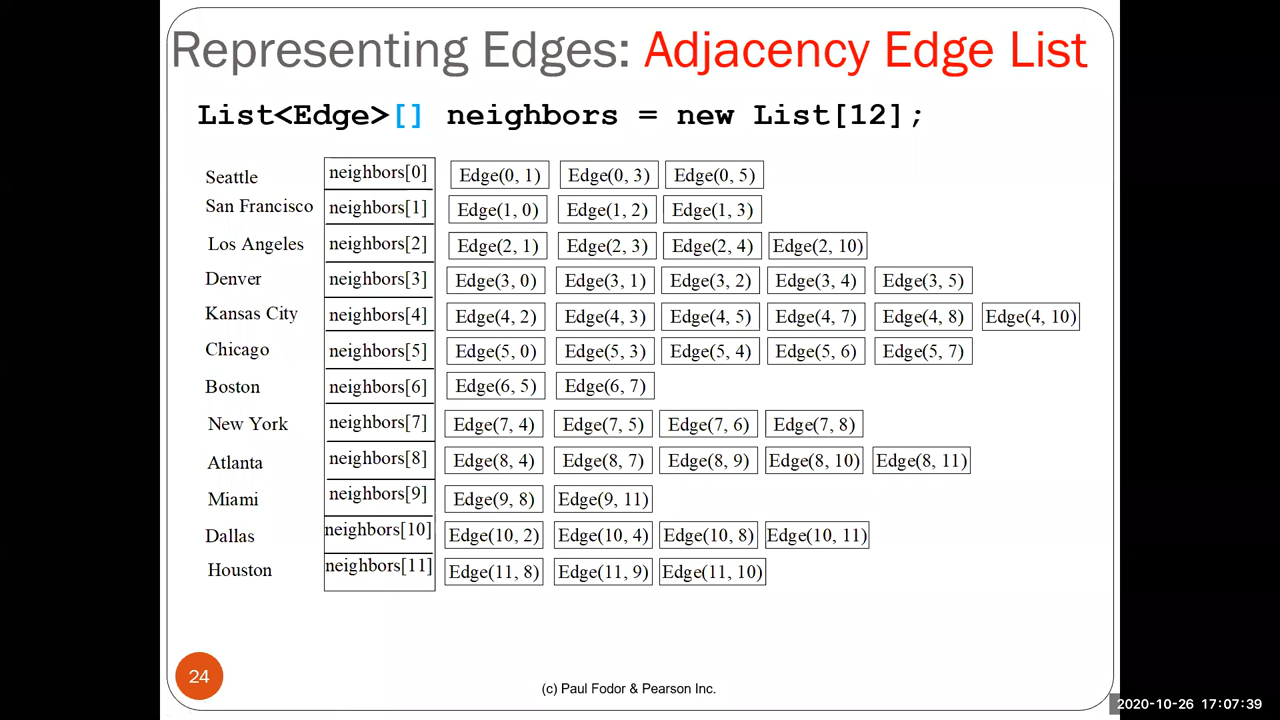 Representing Edges: Adjacency Edge List
List<Edge>[] neighbors = new List[12];
Seattle neighbors[0] Edge(0, 1) Edge(0, 3) Edge(0, 5)
San Francisco neighbors[1] Edge(1, 0) Edge(1, 2) Edge(1, 3)
Los Angeles neighbors[2] Edge(2, 1) Edge(2, 3) Edge(2, 4) Edge(2, 10)
Denver neighbors[3] Edge(3, 0) Edge(3, 1) Edge(3, 2) Edge(3, 4) Edge(3, 5)
Kansas City neighbors[4] Edge(4, 2) Edge(4, 3) Edge(4, 5) Edge(4, 7) Edge(4, 8) Edge(4, 10)
Chicago neighbors[5] Edge(5, 0) Edge(5, 3) Edge(5, 4) Edge(5, 6) Edge(5, 7)
Boston neighbors[6] Edge(6, 5) Edge(6, 7)
New York neighbors[7] Edge(7, 4) Edge(7, 5) Edge(7, 6) Edge(7, 8)
Atlanta neighbors[8] Edge(8, 4) Edge(8, 7) Edge(8, 9) Edge(8, 10) Edge(8, 11)
Miami neighbors[9] Edge(9, 8) Edge(9, 11)
Dallas neighbors[10] Edge(10, 2) Edge(10, 4) Edge(10, 8) Edge(10, 11)
Houston neighbors[11] Edge(11, 8) Edge(11, 9) Edge(11, 10)
24
(c) Paul Fodor & Pearson Inc.
2020-10-26 17:07:39